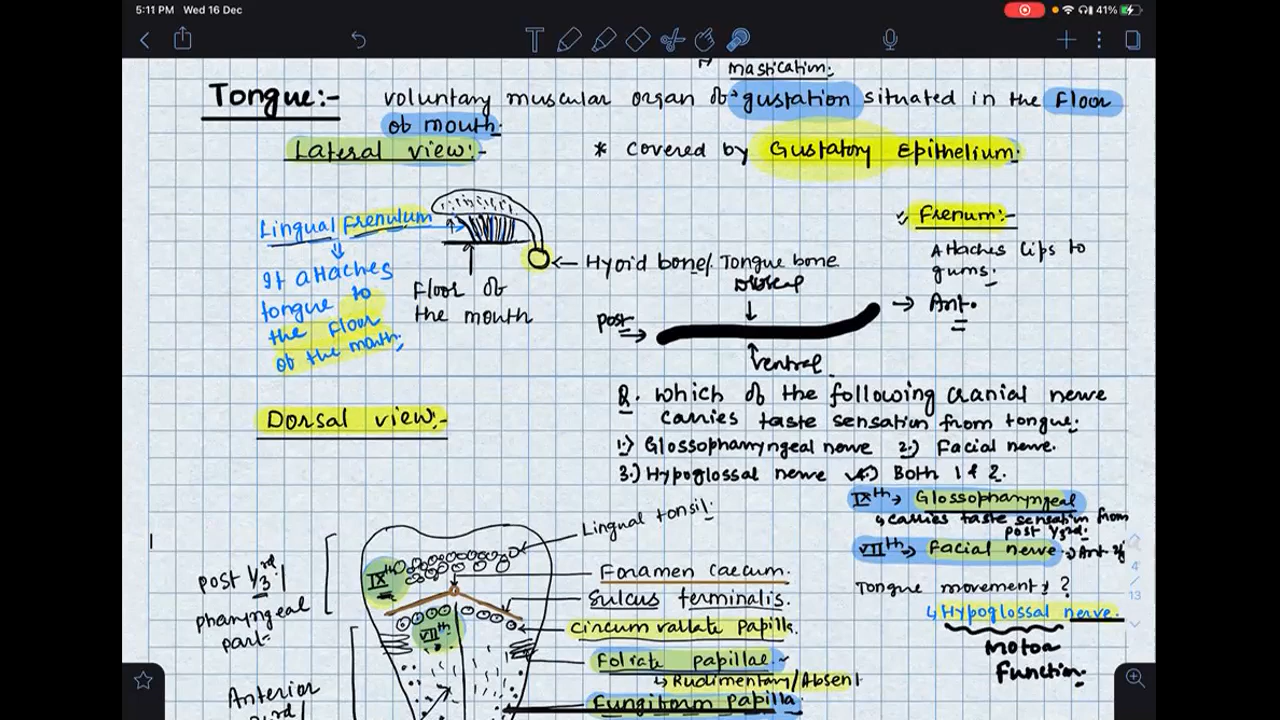 5:11 PM Wed 16 Dec
41%
mastication.
Tongue:- voluntary muscular organ of gustation situated in the Floor
of mouth.
Lateral view:-
* covered by Gustatory Epithelium.
Lingual Frenulum
It attaches
tongue to
the floor
of the mouth.
Floor of
the mouth
Hyoid bone/ Tongue bone
Frenum:-
Attaches lips to
gums.
Dorsal
post
Ant.
ventral
Q. which of the following cranial nerve
carries taste sensation from tongue.
1.) Glossopharyngeal nerve 2.) Facial nerve.
3.) Hypoglossal nerve 4.) Both 1 & 2.
Dorsal view:-
IXth Glossopharyngeal
carries taste sensation from
post 1/3rd.
VIIth Facial nerve Ant
Tongue movement ?
Hypoglossal nerve.
Motor
Function.
Lingual tonsil.
Foramen caecum.
Sulcus terminalis.
Circum vallate papilla.
Foliate papillae
Rudimentary/Absent
Fungiform papilla
IXth
VIIth
post 1/3rd
pharyngeal
part
Anterior
4
13